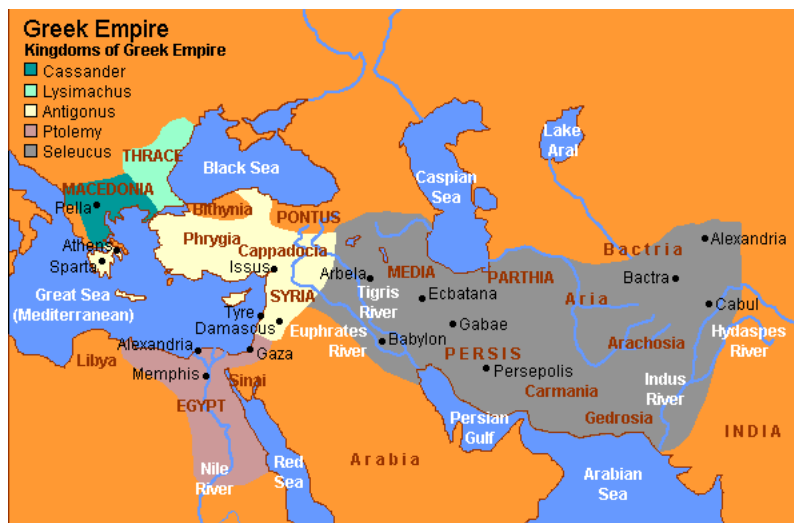 Greek Empire
Kingdoms of Greek Empire
Cassander
Lysimachus
Antigonus
Ptolemy
Seleucus
THRACE
Black Sea
Caspian
Sea
Lake
Aral
MACEDONIA
Pella
Bithynia
PONTUS
Athens
Phrygia
Cappadocia
Sparta
Issus
Arbela
MEDIA
PARTHIA
Bactria
Alexandria
Bactra
Great Sea
(Mediterranean)
SYRIA
Tigris
River
Ecbatana
Aria
Cabul
Tyre
Damascus
Euphrates
River
Gabae
Arachosia
Hydaspes
River
Alexandria
Gaza
Babylon
Libya
PERSIS
Memphis
Sinai
Persepolis
Carmania
Indus
River
EGYPT
Persian
Gulf
Gedrosia
INDIA
Nile
River
Red
Sea
Arabia
Arabian
Sea